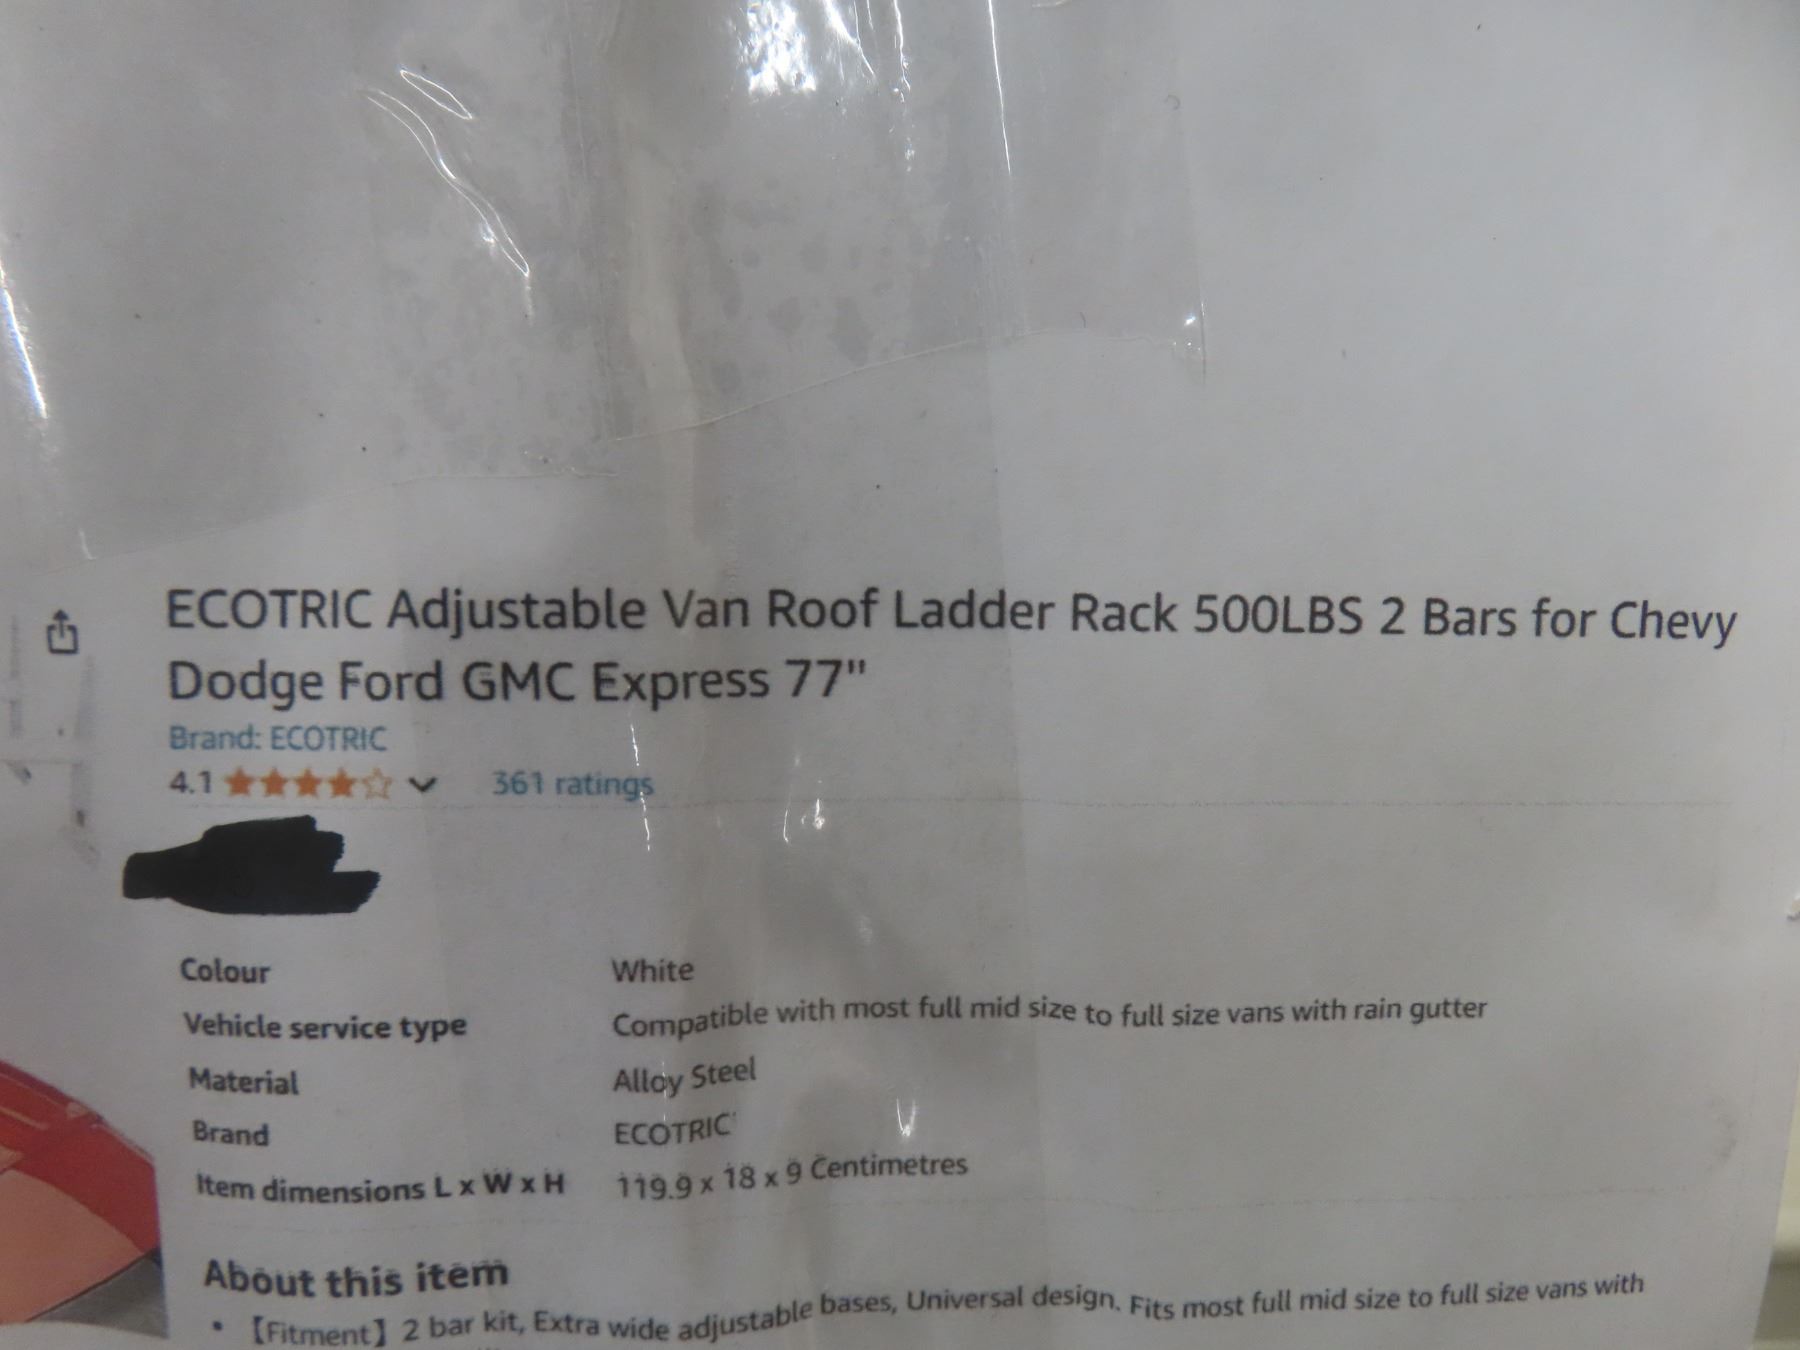 ECOTRIC Adjustable Van Roof Ladder Rack 500LBS 2 Bars for Chevy
Dodge Ford GMC Express 77"
Brand: ECOTRIC
4.1 361 ratings
Colour White
Vehicle service type Compatible with most full mid size to full size vans with rain gutter
Material Alloy Steel
Brand ECOTRIC
Item dimensions L x W x H 119.9 x 18 x 9 Centimetres
About this item
• 【Fitment】 2 bar kit, Extra wide adjustable bases, Universal design. Fits most full mid size to full size vans with